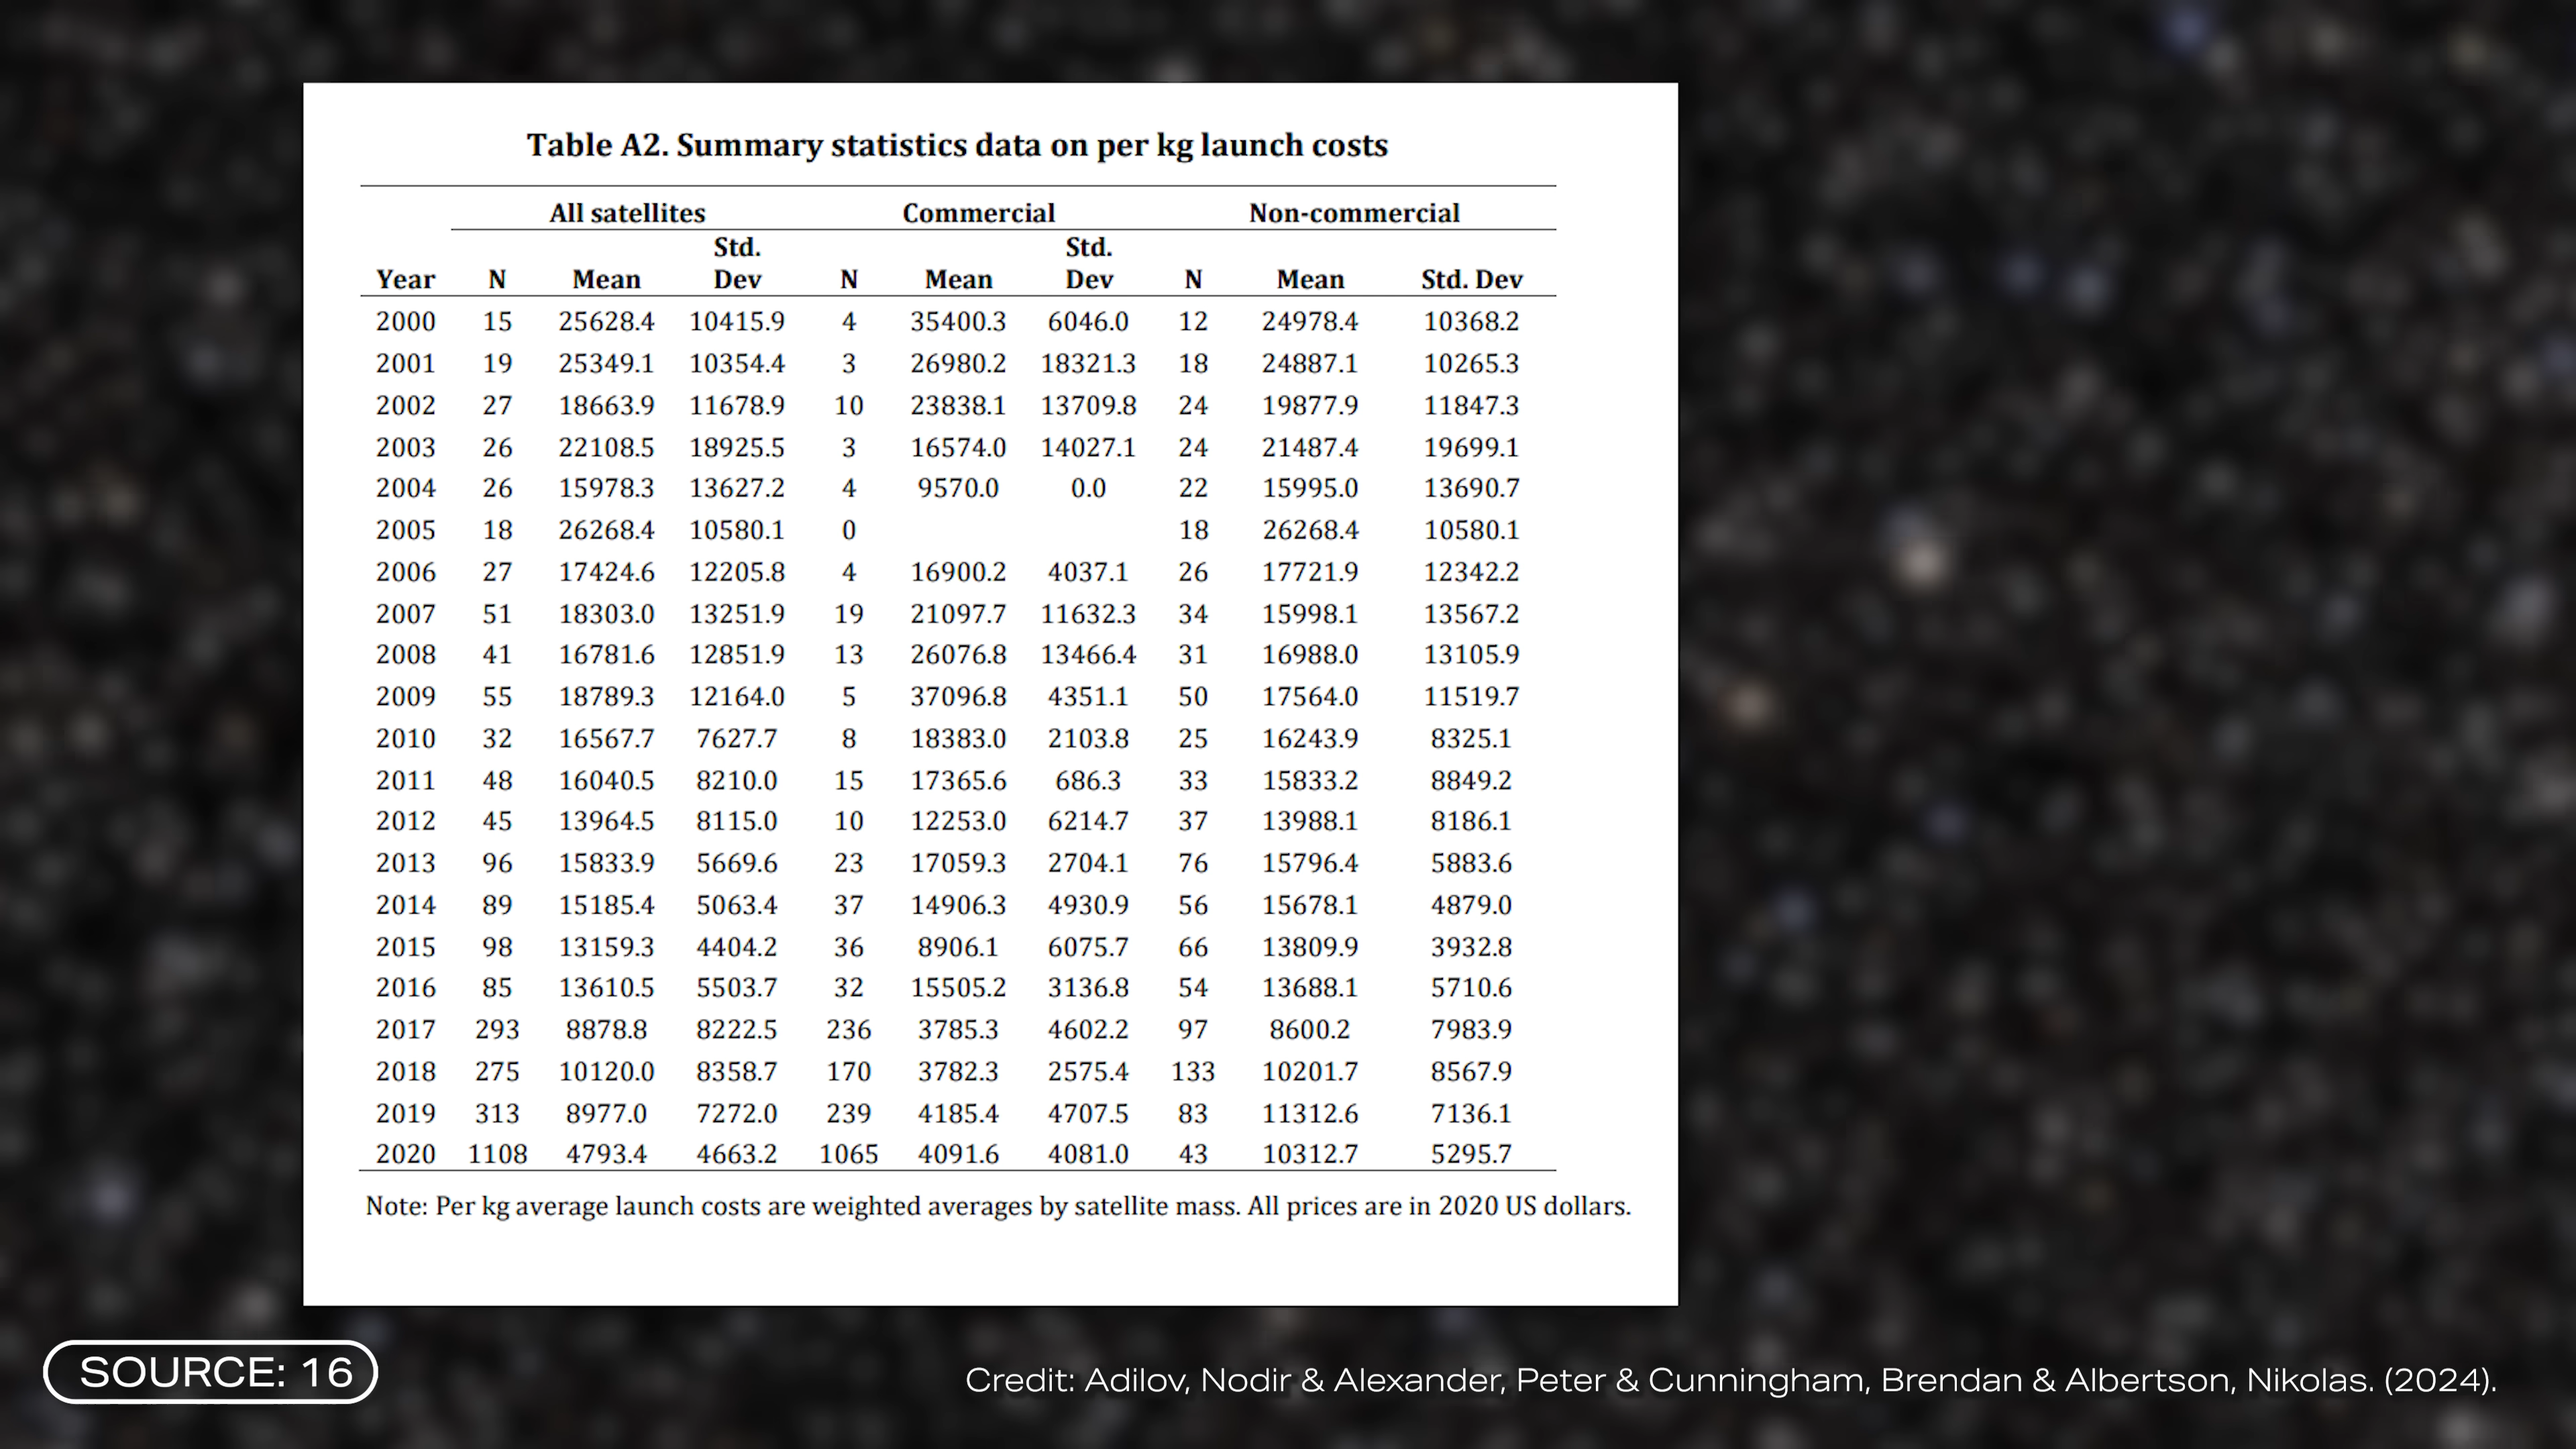 Table A2. Summary statistics data on per kg launch costs
All satellites Commercial Non-commercial
Std. Std.
Year N Mean Dev N Mean Dev N Mean Std. Dev
2000 15 25628.4 10415.9 4 35400.3 6046.0 12 24978.4 10368.2
2001 19 25349.1 10354.4 3 26980.2 18321.3 18 24887.1 10265.3
2002 27 18663.9 11678.9 10 23838.1 13709.8 24 19877.9 11847.3
2003 26 22108.5 18925.5 3 16574.0 14027.1 24 21487.4 19699.1
2004 26 15978.3 13627.2 4 9570.0 0.0 22 15995.0 13690.7
2005 18 26268.4 10580.1 0 18 26268.4 10580.1
2006 27 17424.6 12205.8 4 16900.2 4037.1 26 17721.9 12342.2
2007 51 18303.0 13251.9 19 21097.7 11632.3 34 15998.1 13567.2
2008 41 16781.6 12851.9 13 26076.8 13466.4 31 16988.0 13105.9
2009 55 18789.3 12164.0 5 37096.8 4351.1 50 17564.0 11519.7
2010 32 16567.7 7627.7 8 18383.0 2103.8 25 16243.9 8325.1
2011 48 16040.5 8210.0 15 17365.6 686.3 33 15833.2 8849.2
2012 45 13964.5 8115.0 10 12253.0 6214.7 37 13988.1 8186.1
2013 96 15833.9 5669.6 23 17059.3 2704.1 76 15796.4 5883.6
2014 89 15185.4 5063.4 37 14906.3 4930.9 56 15678.1 4879.0
2015 98 13159.3 4404.2 36 8906.1 6075.7 66 13809.9 3932.8
2016 85 13610.5 5503.7 32 15505.2 3136.8 54 13688.1 5710.6
2017 293 8878.8 8222.5 236 3785.3 4602.2 97 8600.2 7983.9
2018 275 10120.0 8358.7 170 3782.3 2575.4 133 10201.7 8567.9
2019 313 8977.0 7272.0 239 4185.4 4707.5 83 11312.6 7136.1
2020 1108 4793.4 4663.2 1065 4091.6 4081.0 43 10312.7 5295.7
Note: Per kg average launch costs are weighted averages by satellite mass. All prices are in 2020 US dollars.
SOURCE: 16
Credit: Adilov, Nodir & Alexander, Peter & Cunningham, Brendan & Albertson, Nikolas. (2024).